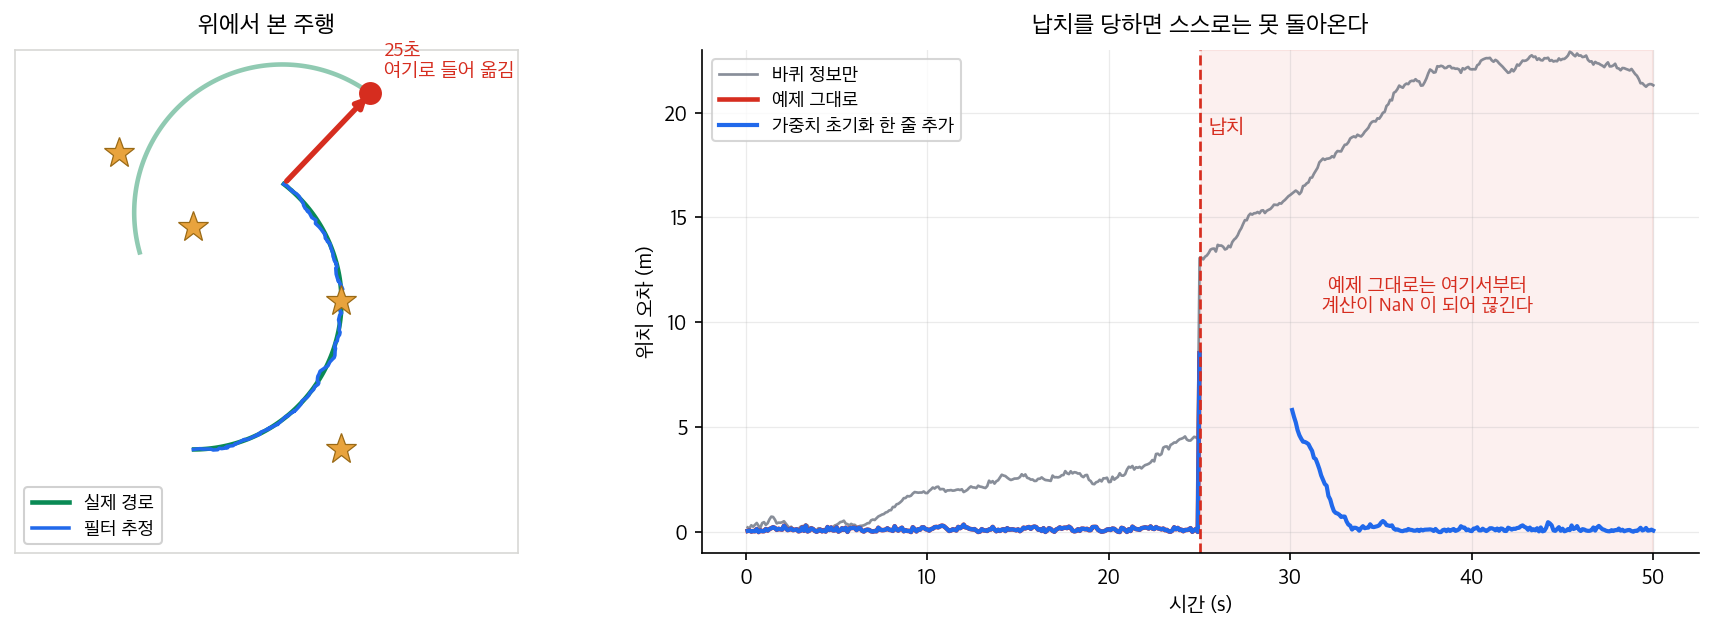 위에서 본 주행
25초
여기로 들어 옮김
실제 경로
필터 추정
납치를 당하면 스스로는 못 돌아온다
바퀴 정보만
예제 그대로
가중치 초기화 한 줄 추가
납치
예제 그대로는 여기서부터
계산이 NaN 이 되어 끊긴다
위치 오차 (m)
20
15
10
5
0
0 10 20 30 40 50
시간 (s)